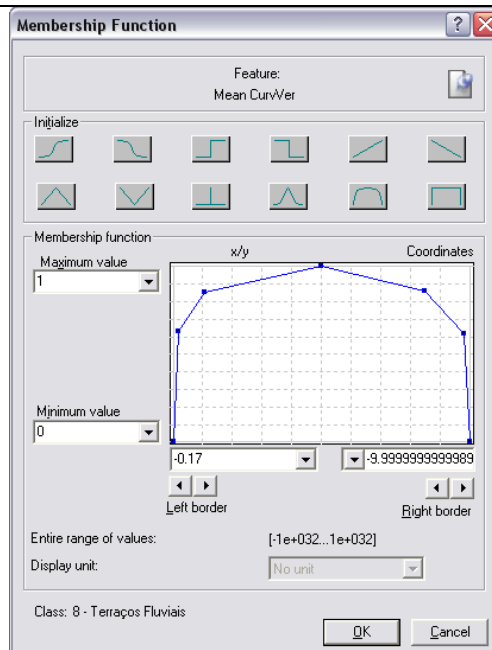 Membership Function
Feature:
Mean CurvVer
Initialize
Membership function
x/y
Coordinates
Maximum value
1
Minimum value
0
-0.17
-9.9999999999989
Left border
Right border
Entire range of values:
[-1e+032...1e+032]
Display unit:
No unit
Class: 8 - Terraços Fluviais
OK
Cancel